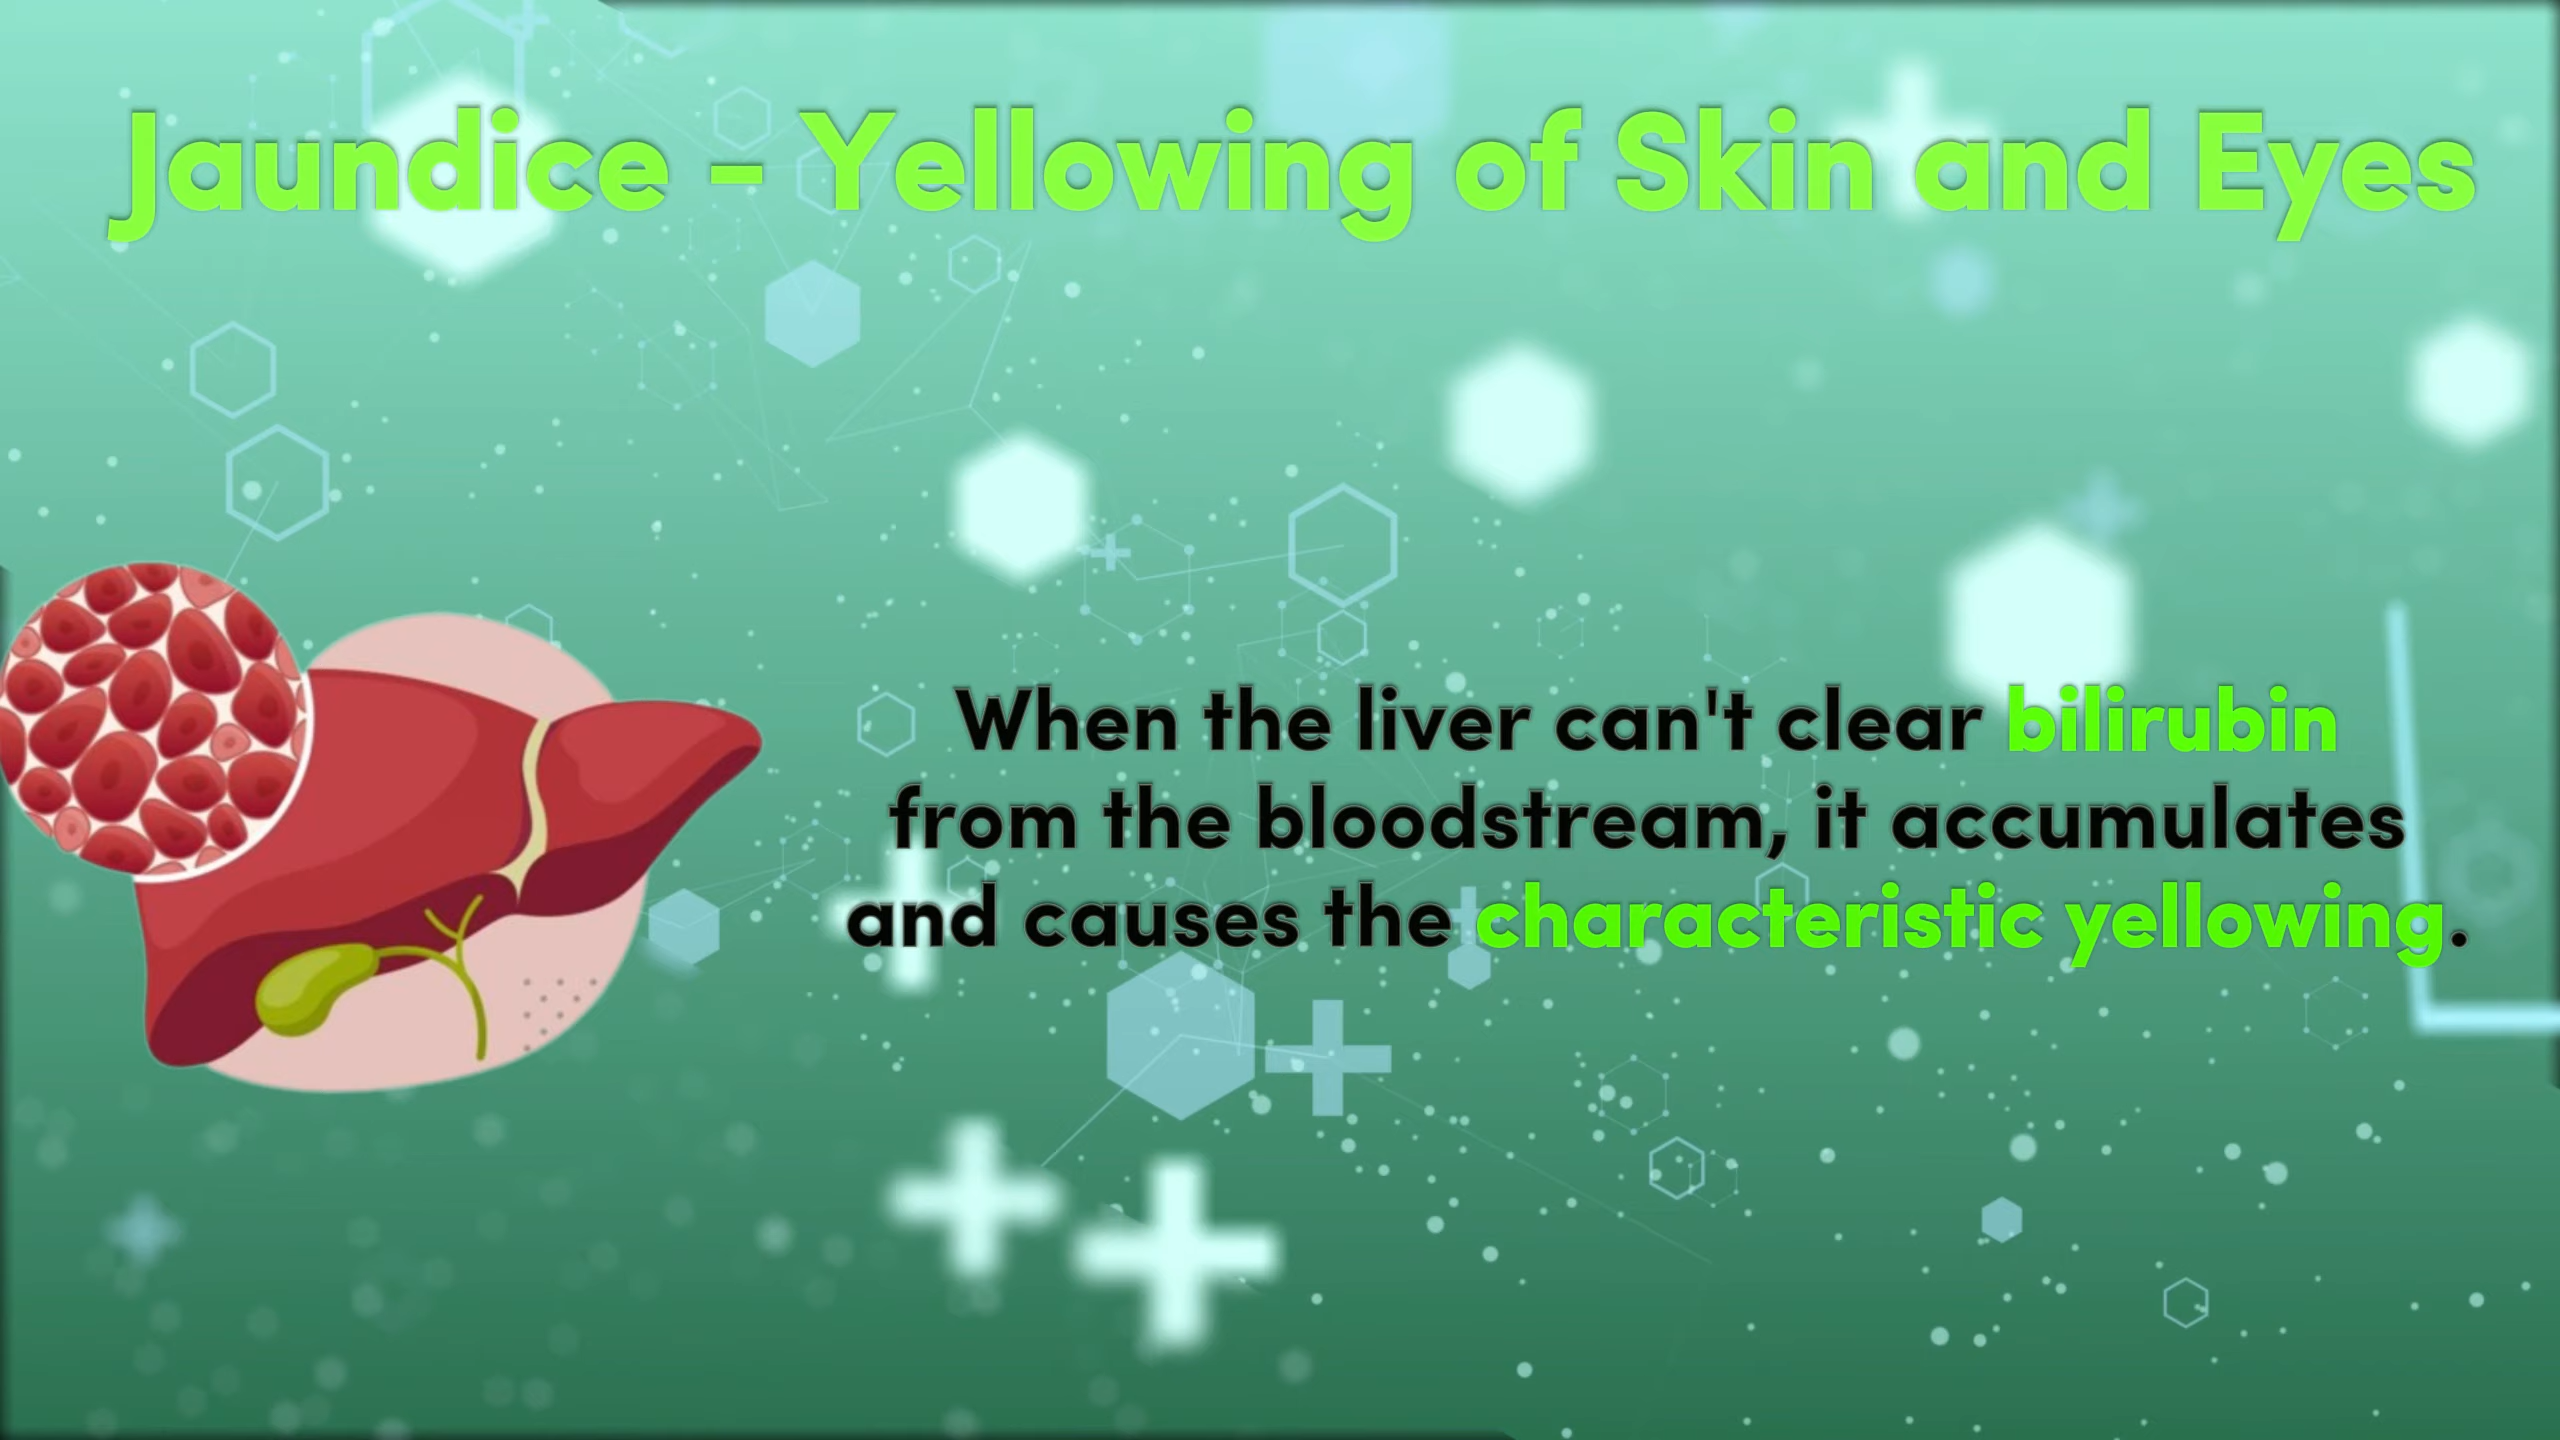 Jaundice - Yellowing of Skin and Eyes
When the liver can't clear bilirubin
from the bloodstream, it accumulates
and causes the characteristic yellowing.